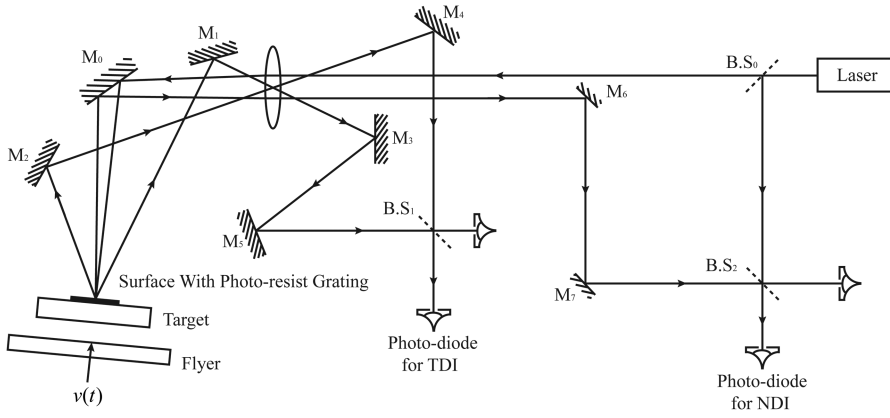 M₄
M₁
M₀
B.S₀
Laser
M₆
M₂
M₃
B.S₁
M₅
B.S₂
Surface With Photo-resist Grating
M₇
Target
Photo-diode
for TDI
Flyer
v(t)
Photo-diode
for NDI